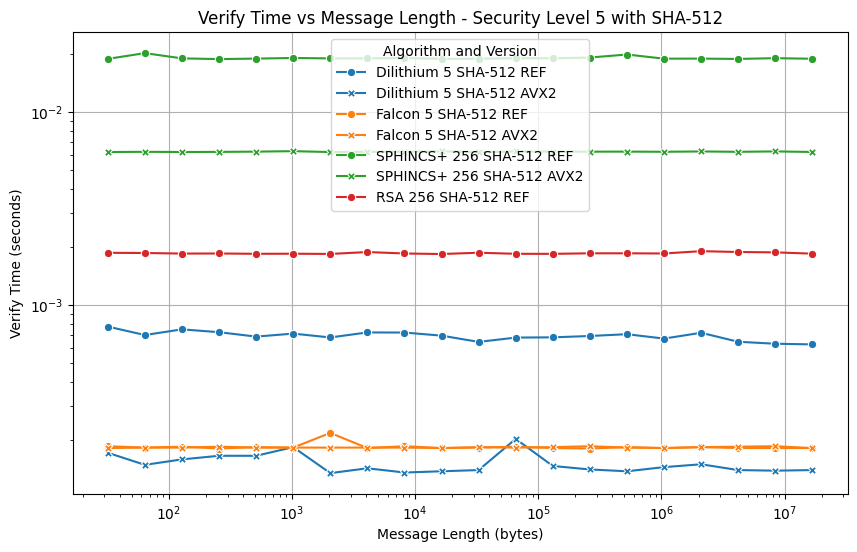 Verify Time vs Message Length - Security Level 5 with SHA-512
Algorithm and Version
Dilithium 5 SHA-512 REF
Dilithium 5 SHA-512 AVX2
Falcon 5 SHA-512 REF
Falcon 5 SHA-512 AVX2
SPHINCS+ 256 SHA-512 REF
SPHINCS+ 256 SHA-512 AVX2
RSA 256 SHA-512 REF
Verify Time (seconds)
10⁻²
10⁻³
10² 10³ 10⁴ 10⁵ 10⁶ 10⁷
Message Length (bytes)